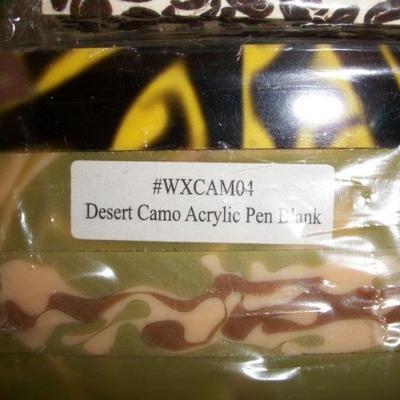 #WXCAM04
Desert Camo Acrylic Pen Blank